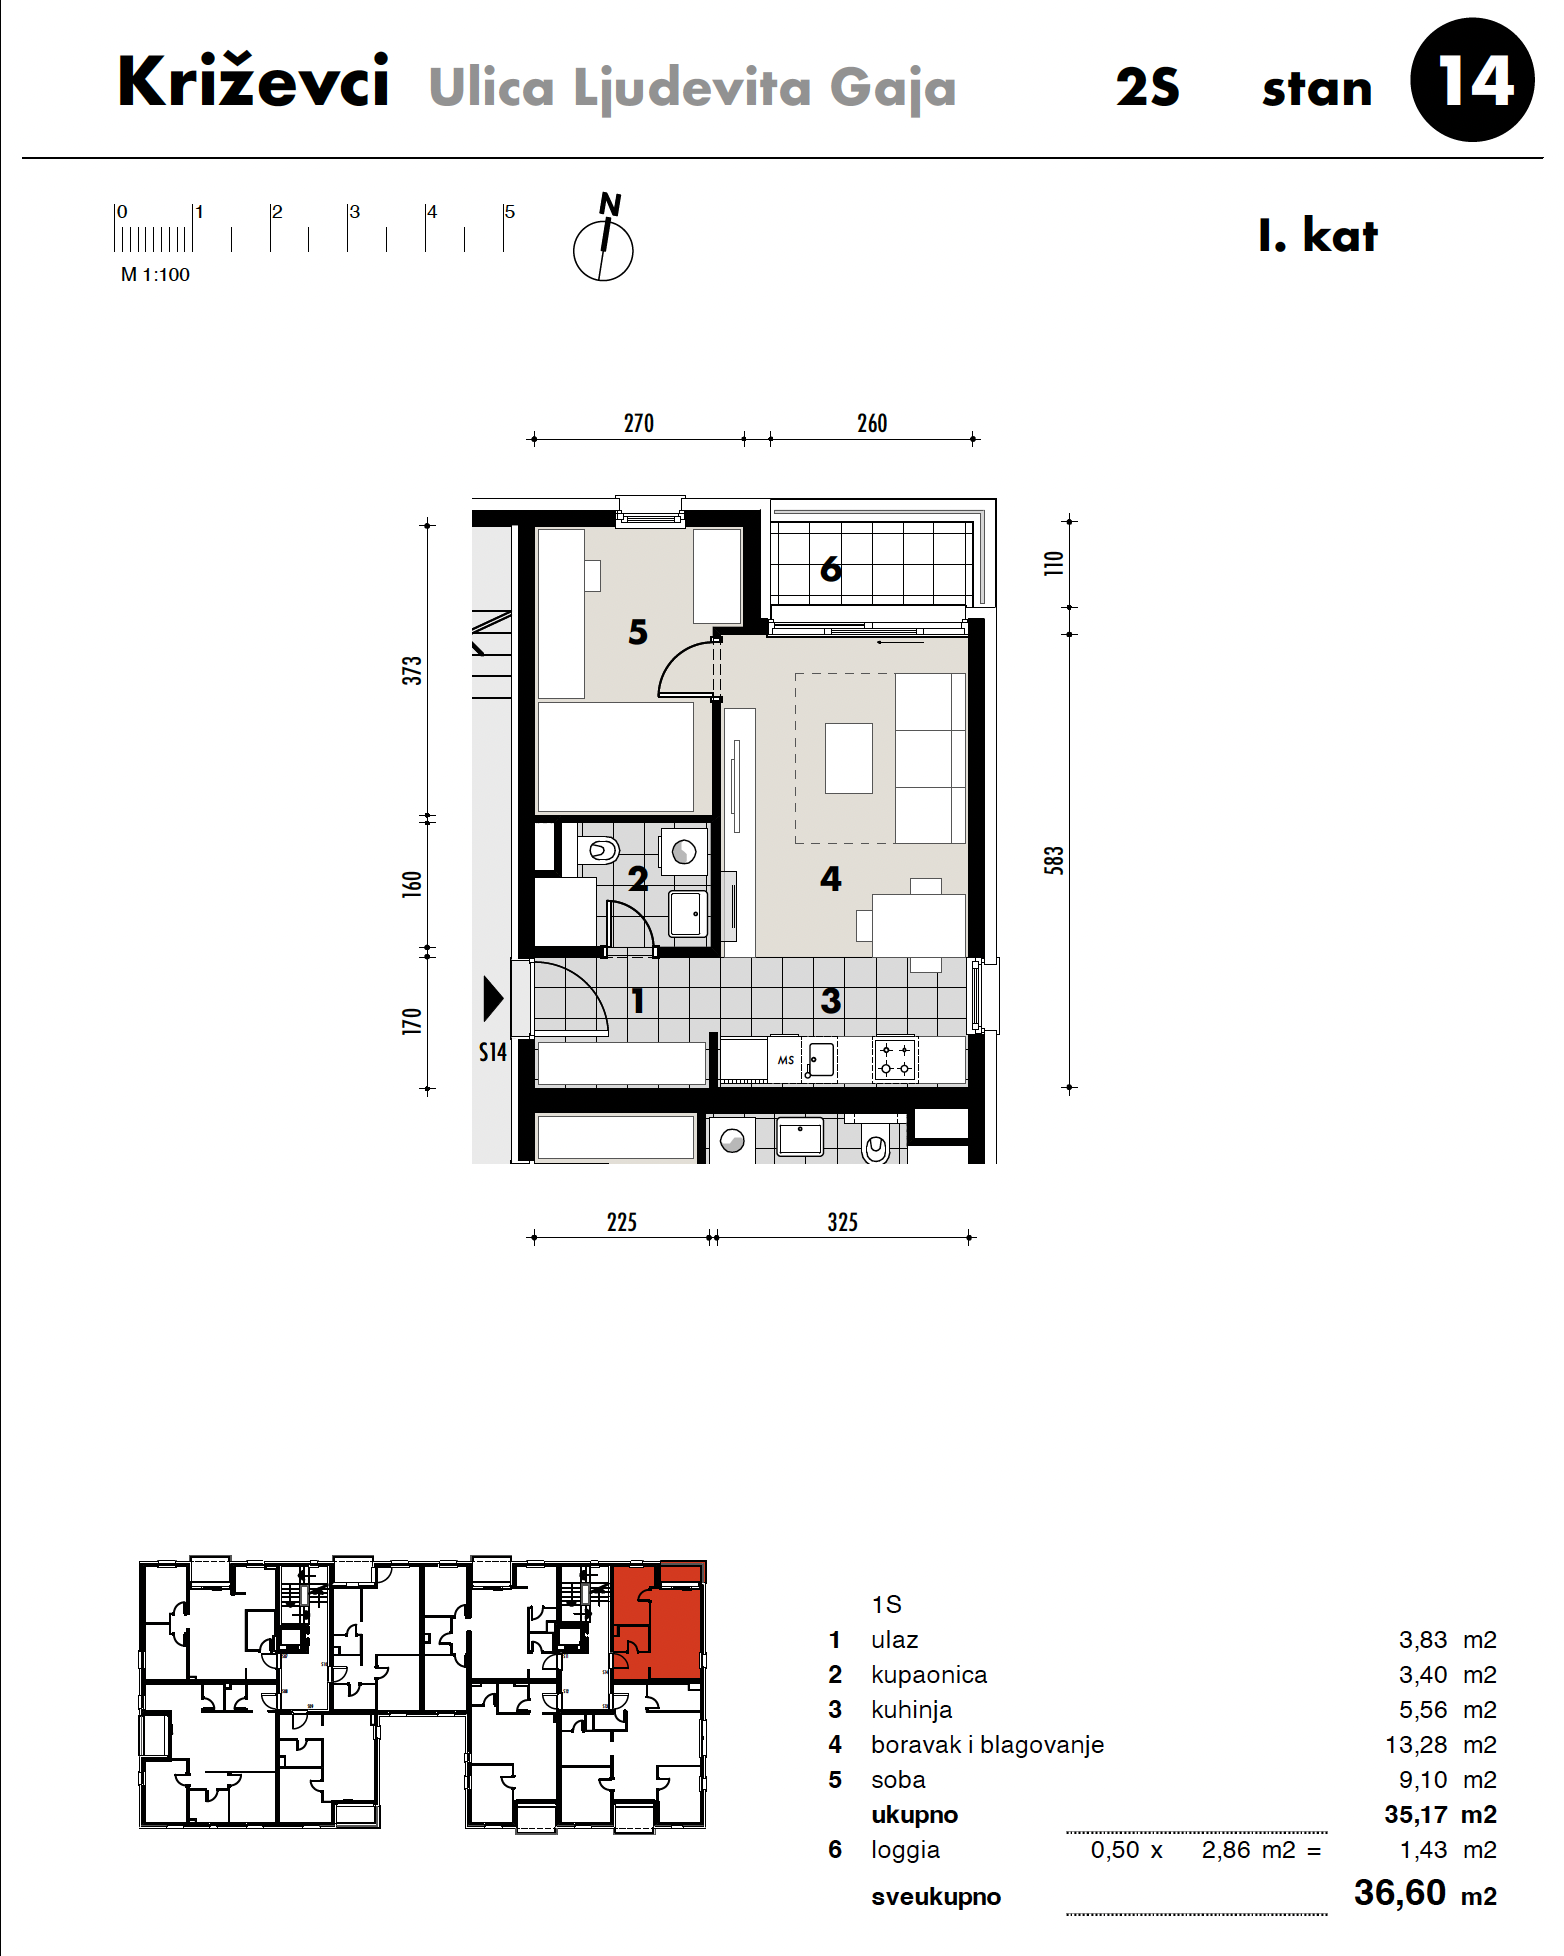 Križevci Ulica Ljudevita Gaja 2S stan 14
0 1 2 3 4 5
M 1:100
N
I. kat
270 260
373
160
170
110
583
5
6
2
4
1
3
MS
S14
225 325
1S
1 ulaz 3,83 m2
2 kupaonica 3,40 m2
3 kuhinja 5,56 m2
4 boravak i blagovanje 13,28 m2
5 soba 9,10 m2
ukupno 35,17 m2
6 loggia 0,50 x 2,86 m2 = 1,43 m2
sveukupno 36,60 m2